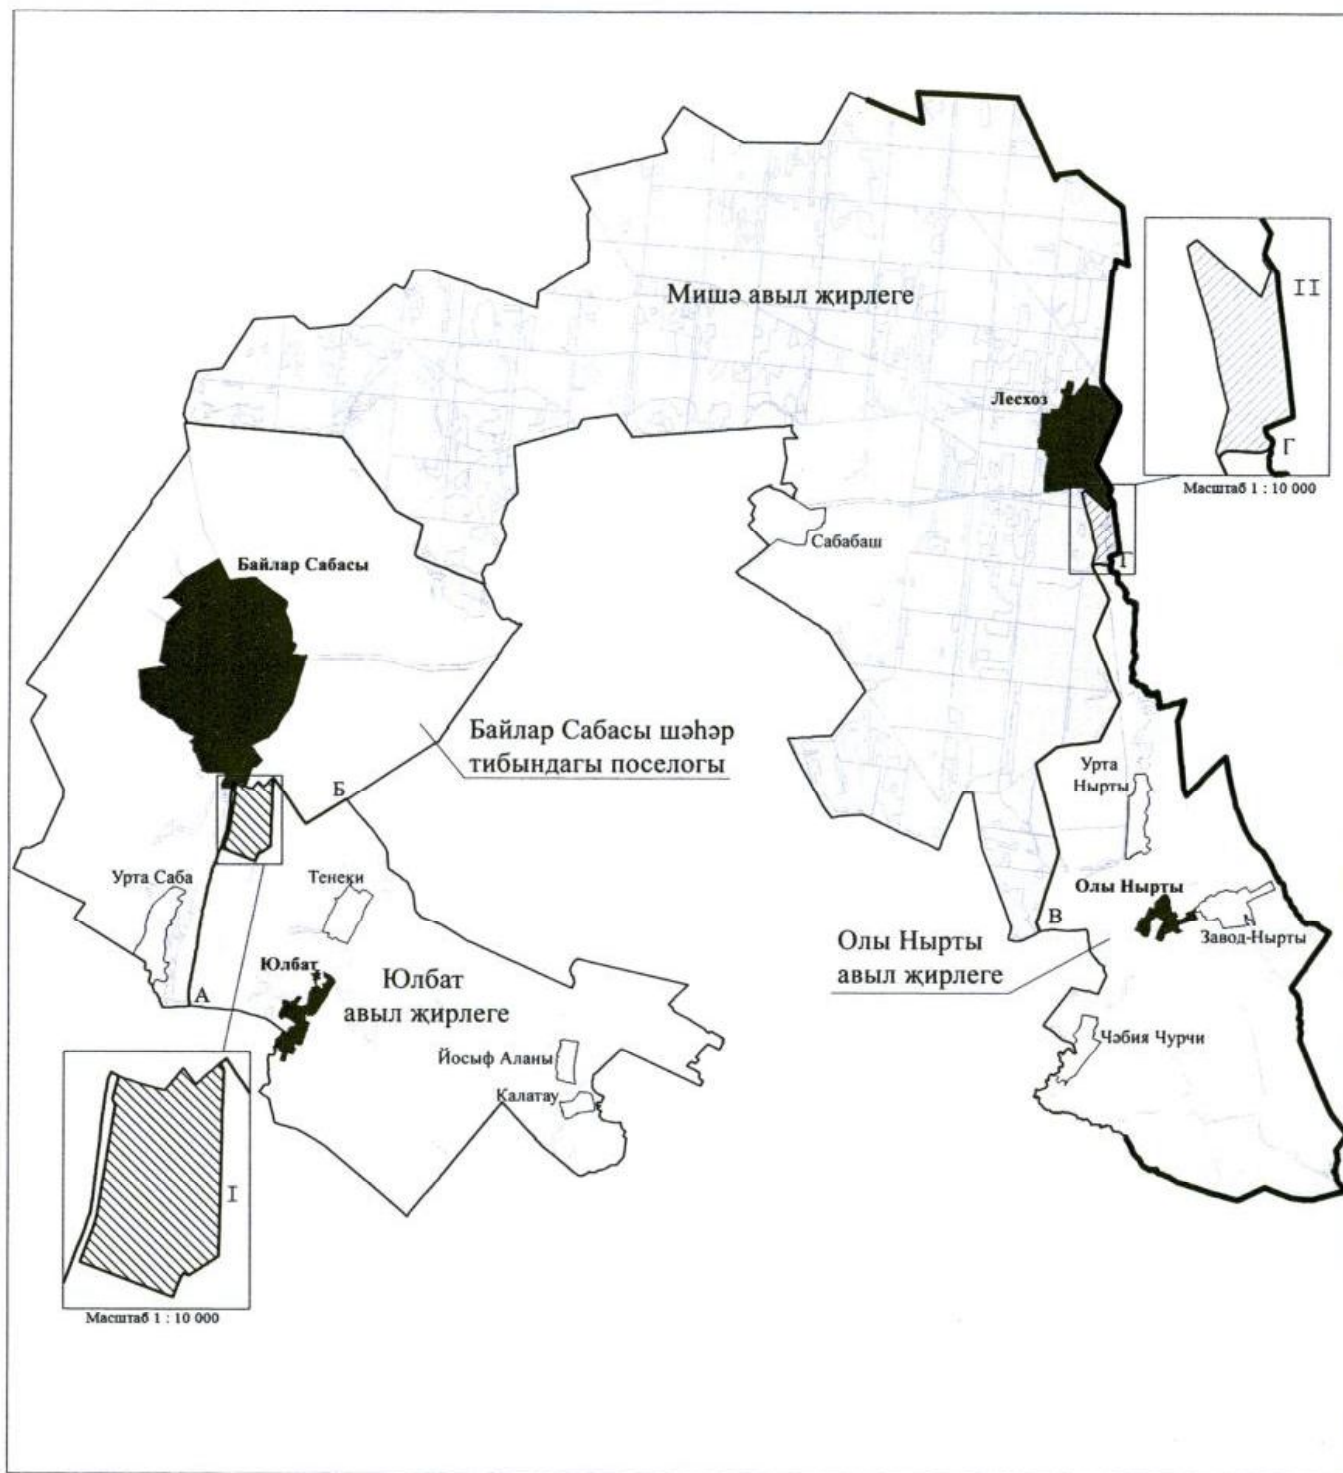 Мишә авыл җирлеге
II
Лесхоз
Г
Масштаб 1 : 10 000
Сабабаш
Байлар Сабасы
Г
Байлар Сабасы шәһәр
тибындагы поселогы
Б
Урта
Нырты
Урта Саба
Тенеки
Олы Нырты
В
Завод-Нырты
Олы Нырты
авыл җирлеге
Юлбат
А
Юлбат
авыл җирлеге
Чәбия Чурчи
Йосыф Аланы
Калатау
I
Масштаб 1 : 10 000